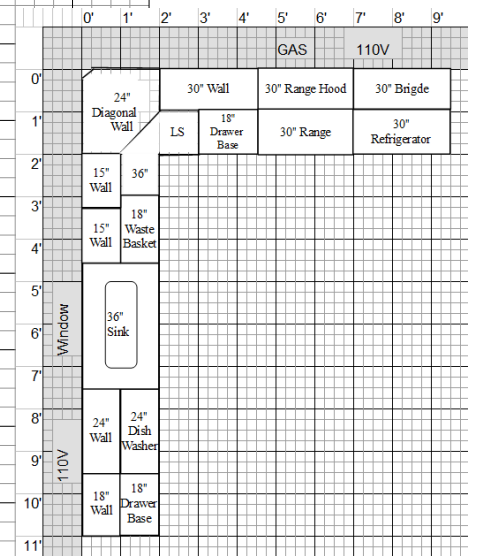 0' 1' 2' 3' 4' 5' 6' 7' 8' 9'
GAS 110V
0'
24"
Diagonal
Wall
30" Wall
30" Range Hood
30" Brigde
1'
LS
18"
Drawer
Base
30" Range
30"
Refrigerator
2'
15"
Wall
36"
3'
15"
Wall
18"
Waste
Basket
4'
5'
Window
36"
Sink
6'
7'
8'
24"
Wall
24"
Dish
Washer
9'
110V
18"
Wall
18"
Drawer
Base
10'
11'